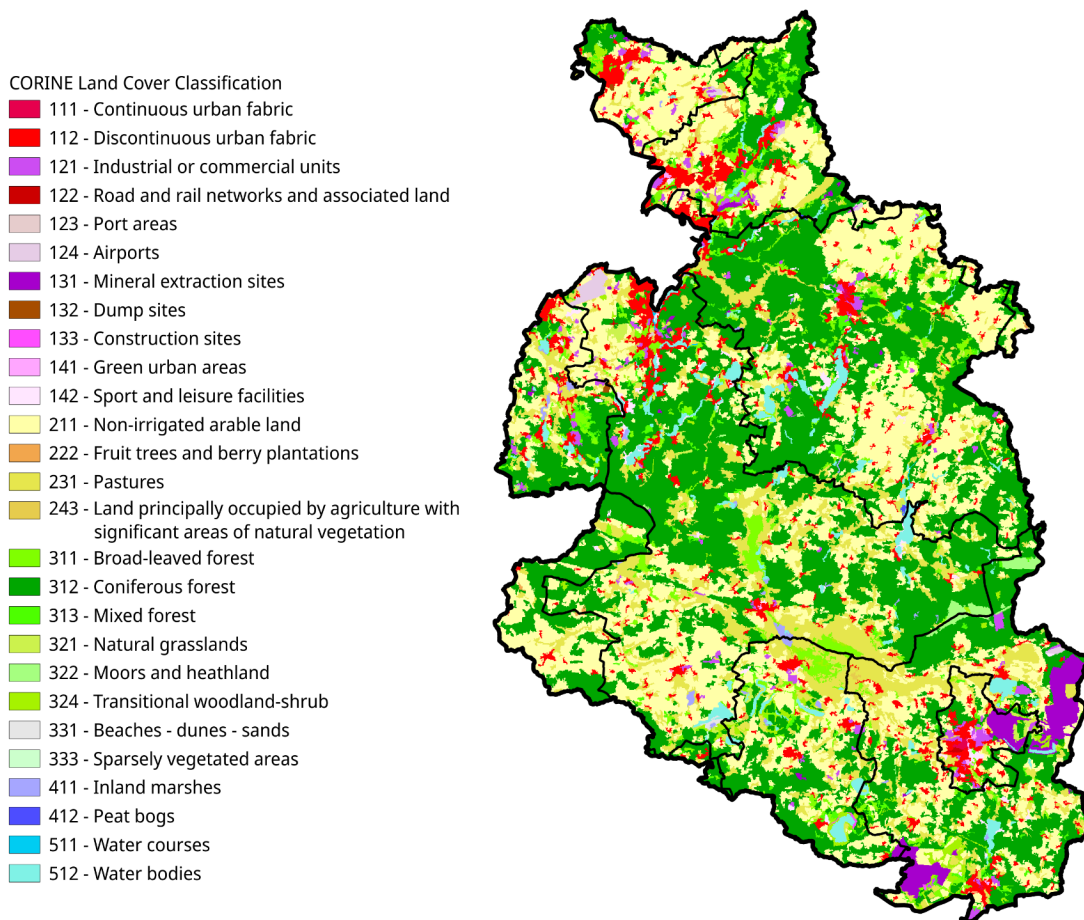 CORINE Land Cover Classification
111 - Continuous urban fabric
112 - Discontinuous urban fabric
121 - Industrial or commercial units
122 - Road and rail networks and associated land
123 - Port areas
124 - Airports
131 - Mineral extraction sites
132 - Dump sites
133 - Construction sites
141 - Green urban areas
142 - Sport and leisure facilities
211 - Non-irrigated arable land
222 - Fruit trees and berry plantations
231 - Pastures
243 - Land principally occupied by agriculture with
significant areas of natural vegetation
311 - Broad-leaved forest
312 - Coniferous forest
313 - Mixed forest
321 - Natural grasslands
322 - Moors and heathland
324 - Transitional woodland-shrub
331 - Beaches - dunes - sands
333 - Sparsely vegetated areas
411 - Inland marshes
412 - Peat bogs
511 - Water courses
512 - Water bodies